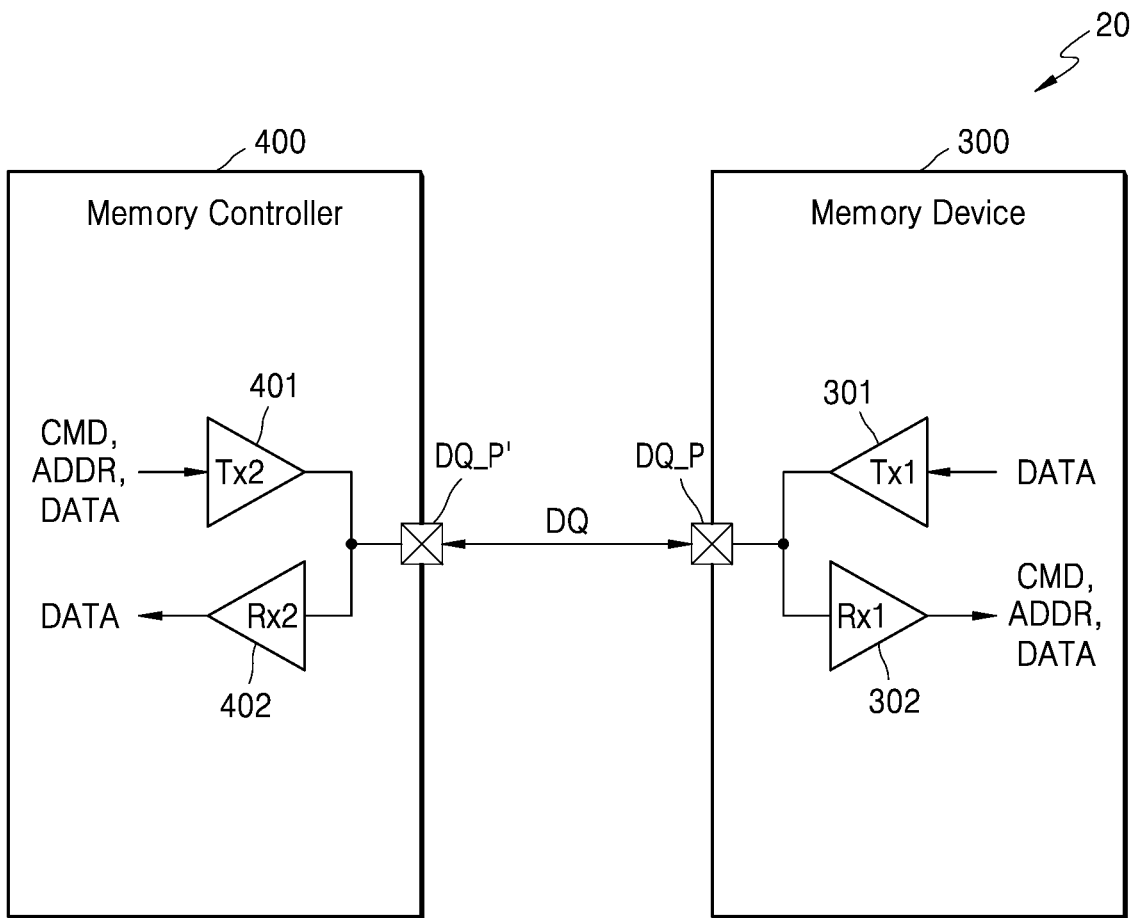 20
400
300
Memory Controller
Memory Device
401
301
CMD,
ADDR,
DATA
Tx2
DQ_P'
DQ
DQ_P
Tx1
DATA
DATA
Rx2
Rx1
CMD,
ADDR,
DATA
402
302